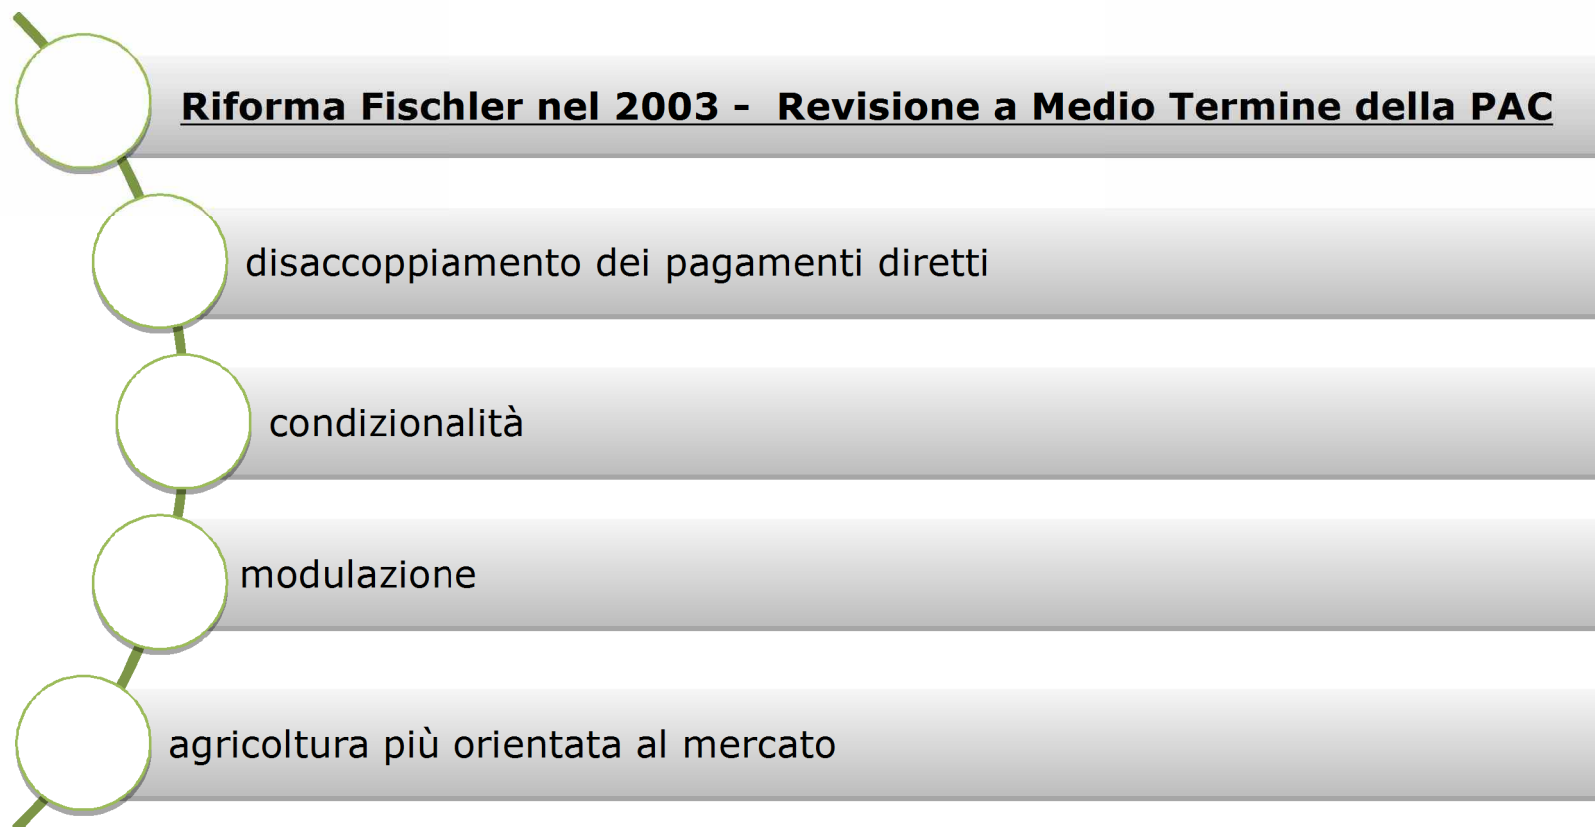 Riforma Fischler nel 2003 – Revisione a Medio Termine della PAC
disaccoppiamento dei pagamenti diretti
condizionalità
modulazione
agricoltura più orientata al mercato